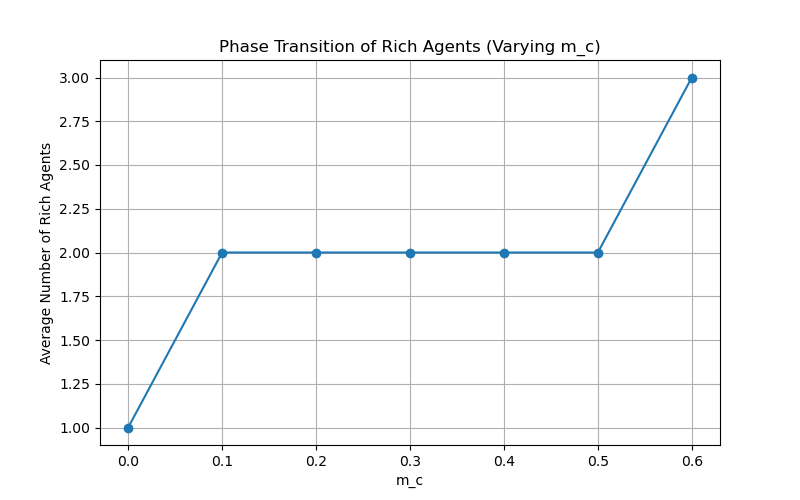 Phase Transition of Rich Agents (Varying m_c)
Average Number of Rich Agents
3.00
2.75
2.50
2.25
2.00
1.75
1.50
1.25
1.00
0.0 0.1 0.2 0.3 0.4 0.5 0.6
m_c